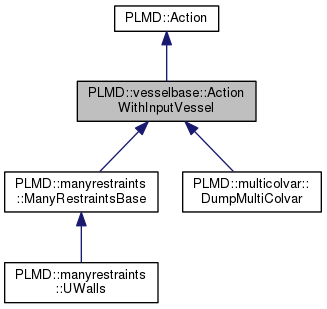 PLMD::Action
PLMD::vesselbase::Action
WithInputVessel
PLMD::manyrestraints
::ManyRestraintsBase
PLMD::multicolvar::
DumpMultiColvar
PLMD::manyrestraints
::UWalls